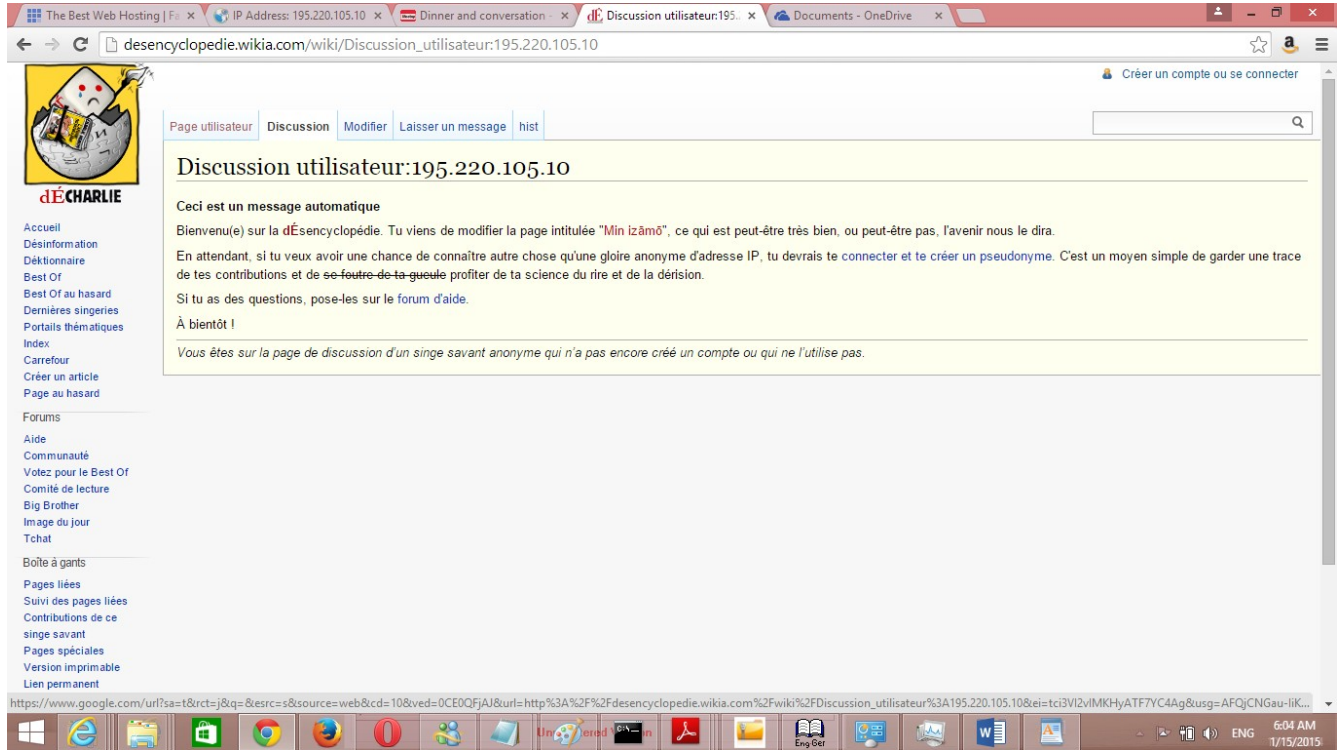 The Best Web Hosting | Fa
IP Address: 195.220.105.10
Dinner and conversation -
Discussion utilisateur:195.
Documents - OneDrive
desencyclopedie.wikia.com/wiki/Discussion_utilisateur:195.220.105.10
Créer un compte ou se connecter
Page utilisateur Discussion Modifier Laisser un message hist
dÉCHARLIE
Accueil
Désinformation
Déktionnaire
Best Of
Best Of au hasard
Dernières singeries
Portails thématiques
Index
Carrefour
Créer un article
Page au hasard
Forums
Aide
Communauté
Votez pour le Best Of
Comité de lecture
Big Brother
Image du jour
Tchat
Boîte à gants
Pages liées
Suivi des pages liées
Contributions de ce
singe savant
Pages spéciales
Version imprimable
Lien permanent
Discussion utilisateur:195.220.105.10
Ceci est un message automatique
Bienvenu(e) sur la dÉsencyclopédie. Tu viens de modifier la page intitulée "Min izāmō", ce qui est peut-être très bien, ou peut-être pas, l'avenir nous le dira.
En attendant, si tu veux avoir une chance de connaître autre chose qu'une gloire anonyme d'adresse IP, tu devrais te connecter et te créer un pseudonyme. C'est un moyen simple de garder une trace
de tes contributions et de se foutre de ta gueule profiter de ta science du rire et de la dérision.
Si tu as des questions, pose-les sur le forum d'aide.
À bientôt !
Vous êtes sur la page de discussion d'un singe savant anonyme qui n'a pas encore créé un compte ou qui ne l'utilise pas.
Eng Ger
ENG
6:04 AM
1/15/2015